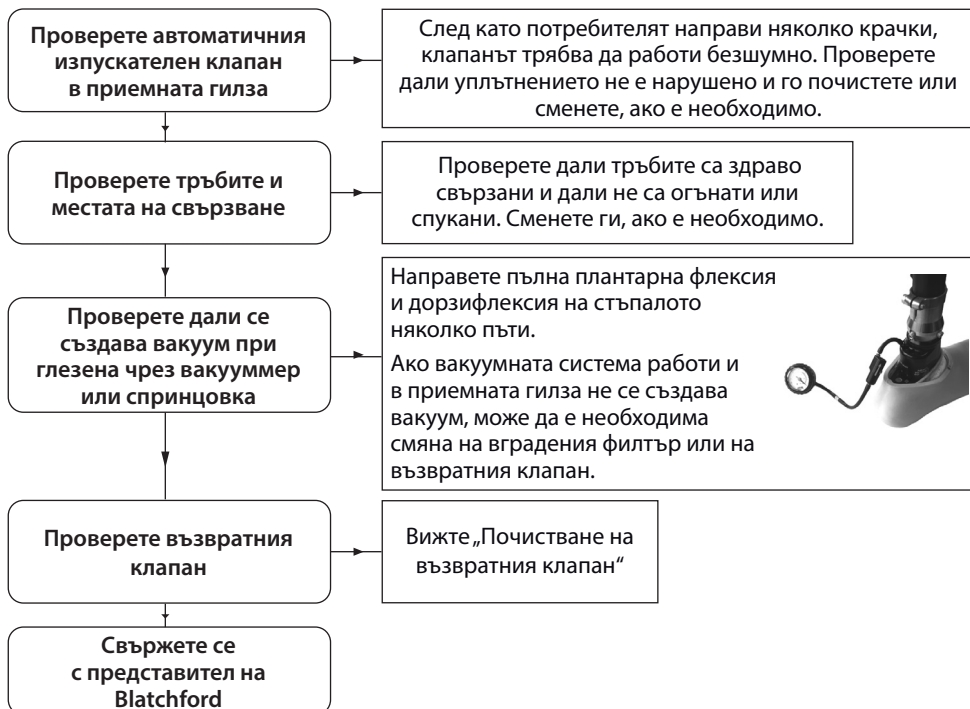 Проверете автоматичния
изпускателен клапан
в приемната гилза
След като потребителят направи няколко крачки,
клапанът трябва да работи безшумно. Проверете
дали уплътнението не е нарушено и го почистете или
сменете, ако е необходимо.
Проверете тръбите и
местата на свързване
Проверете дали тръбите са здраво
свързани и дали не са огънати или
спукани. Сменете ги, ако е необходимо.
Проверете дали се
създава вакуум при
глезена чрез вакууммер
или спринцовка
Направете пълна плантарна флексия
и дорзифлексия на стъпалото
няколко пъти.
Ако вакуумната система работи и
в приемната гилза не се създава
вакуум, може да е необходима
смяна на вградения филтър или на
възвратния клапан.
Проверете възвратния
клапан
Вижте „Почистване на
възвратния клапан“
Свържете се
с представител на
Blatchford